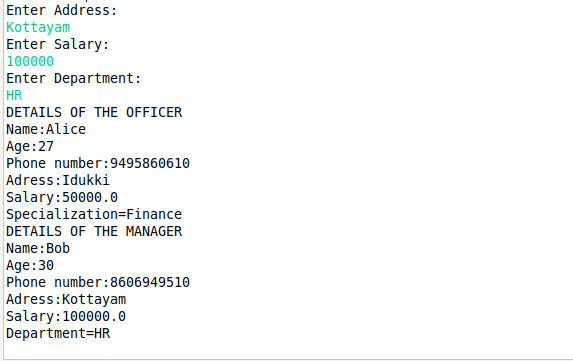 Enter Address:
Kottayam
Enter Salary:
100000
Enter Department:
HR
DETAILS OF THE OFFICER
Name:Alice
Age:27
Phone number:9495860610
Adress:Idukki
Salary:50000.0
Specialization=Finance
DETAILS OF THE MANAGER
Name:Bob
Age:30
Phone number:8606949510
Adress:Kottayam
Salary:100000.0
Department=HR